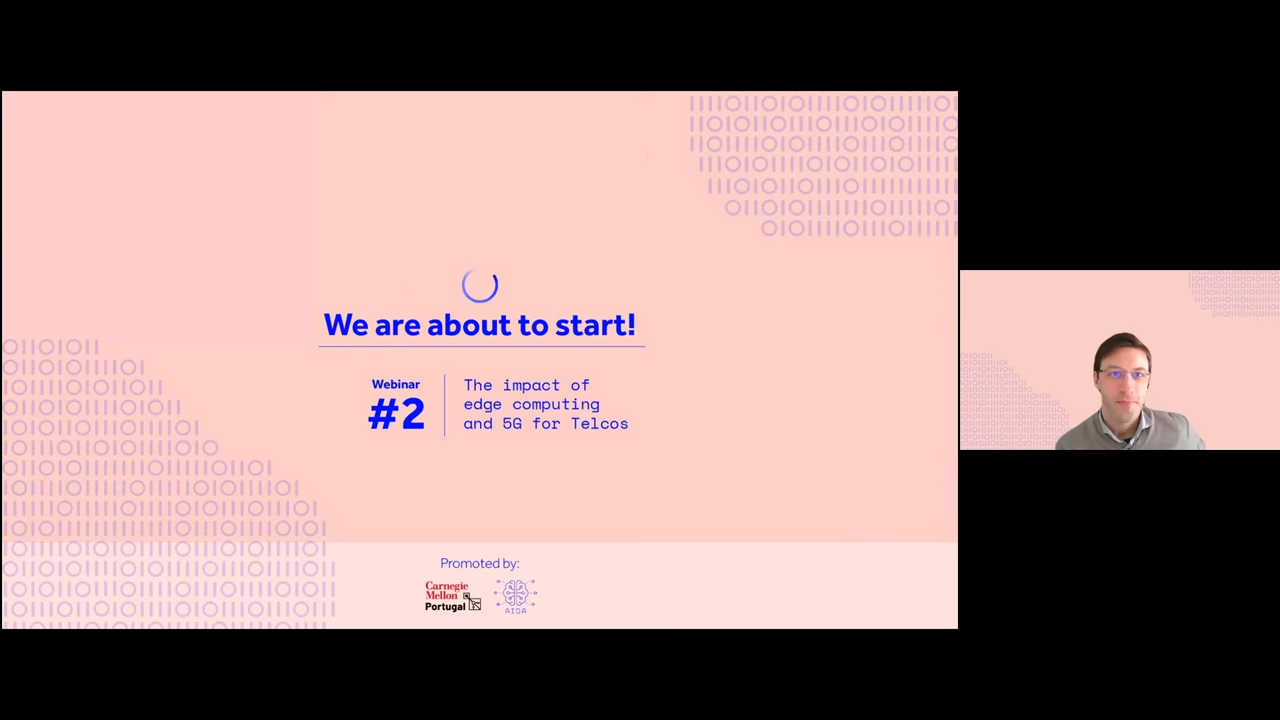 We are about to start!
Webinar
#2
The impact of
edge computing
and 5G for Telcos
Promoted by:
Carnegie
Mellon
Portugal
AIDA